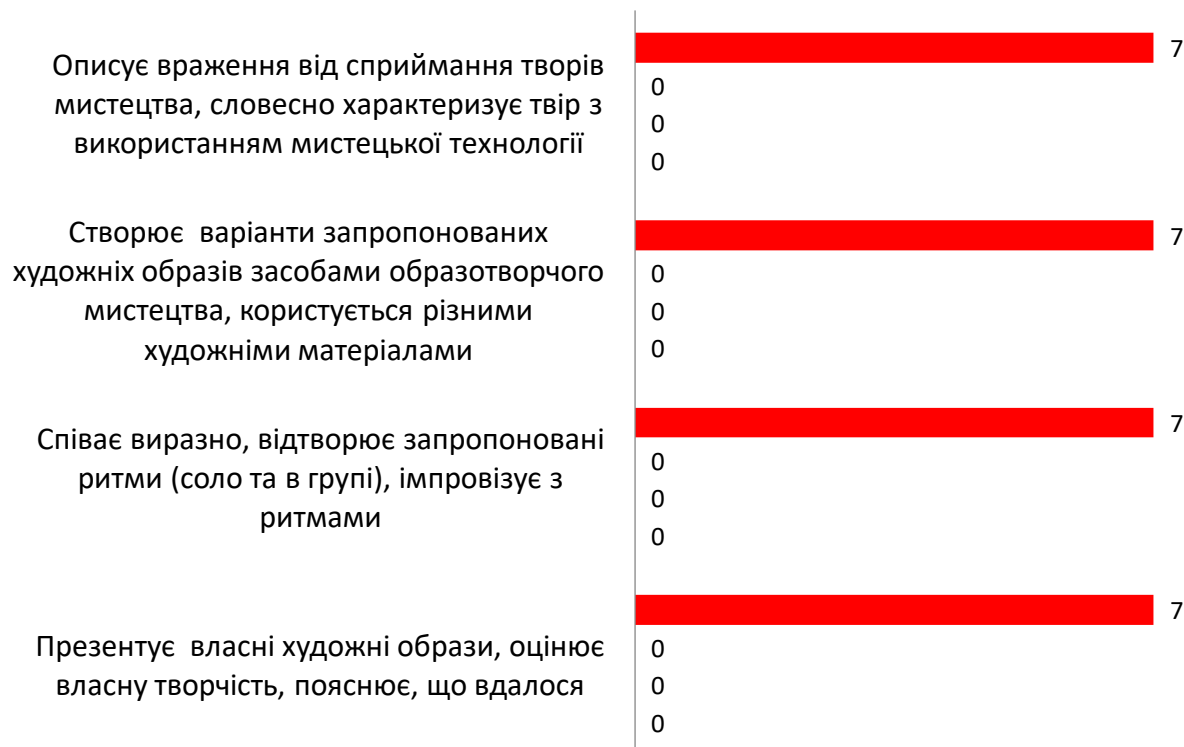 7
Описує враження від сприймання творів
0
мистецтва, словесно характеризує твір з
0
використанням мистецької технології
0
7
Створює варіанти запропонованих
художніх образів засобами образотворчого
0
мистецтва, користується різними
0
художніми матеріалами
0
7
Співає виразно, відтворює запропоновані
0
ритми (соло та в групі), імпровізує з
0
ритмами
0
7
Презентує власні художні образи, оцінює
0
власну творчість, пояснює, що вдалося
0
0